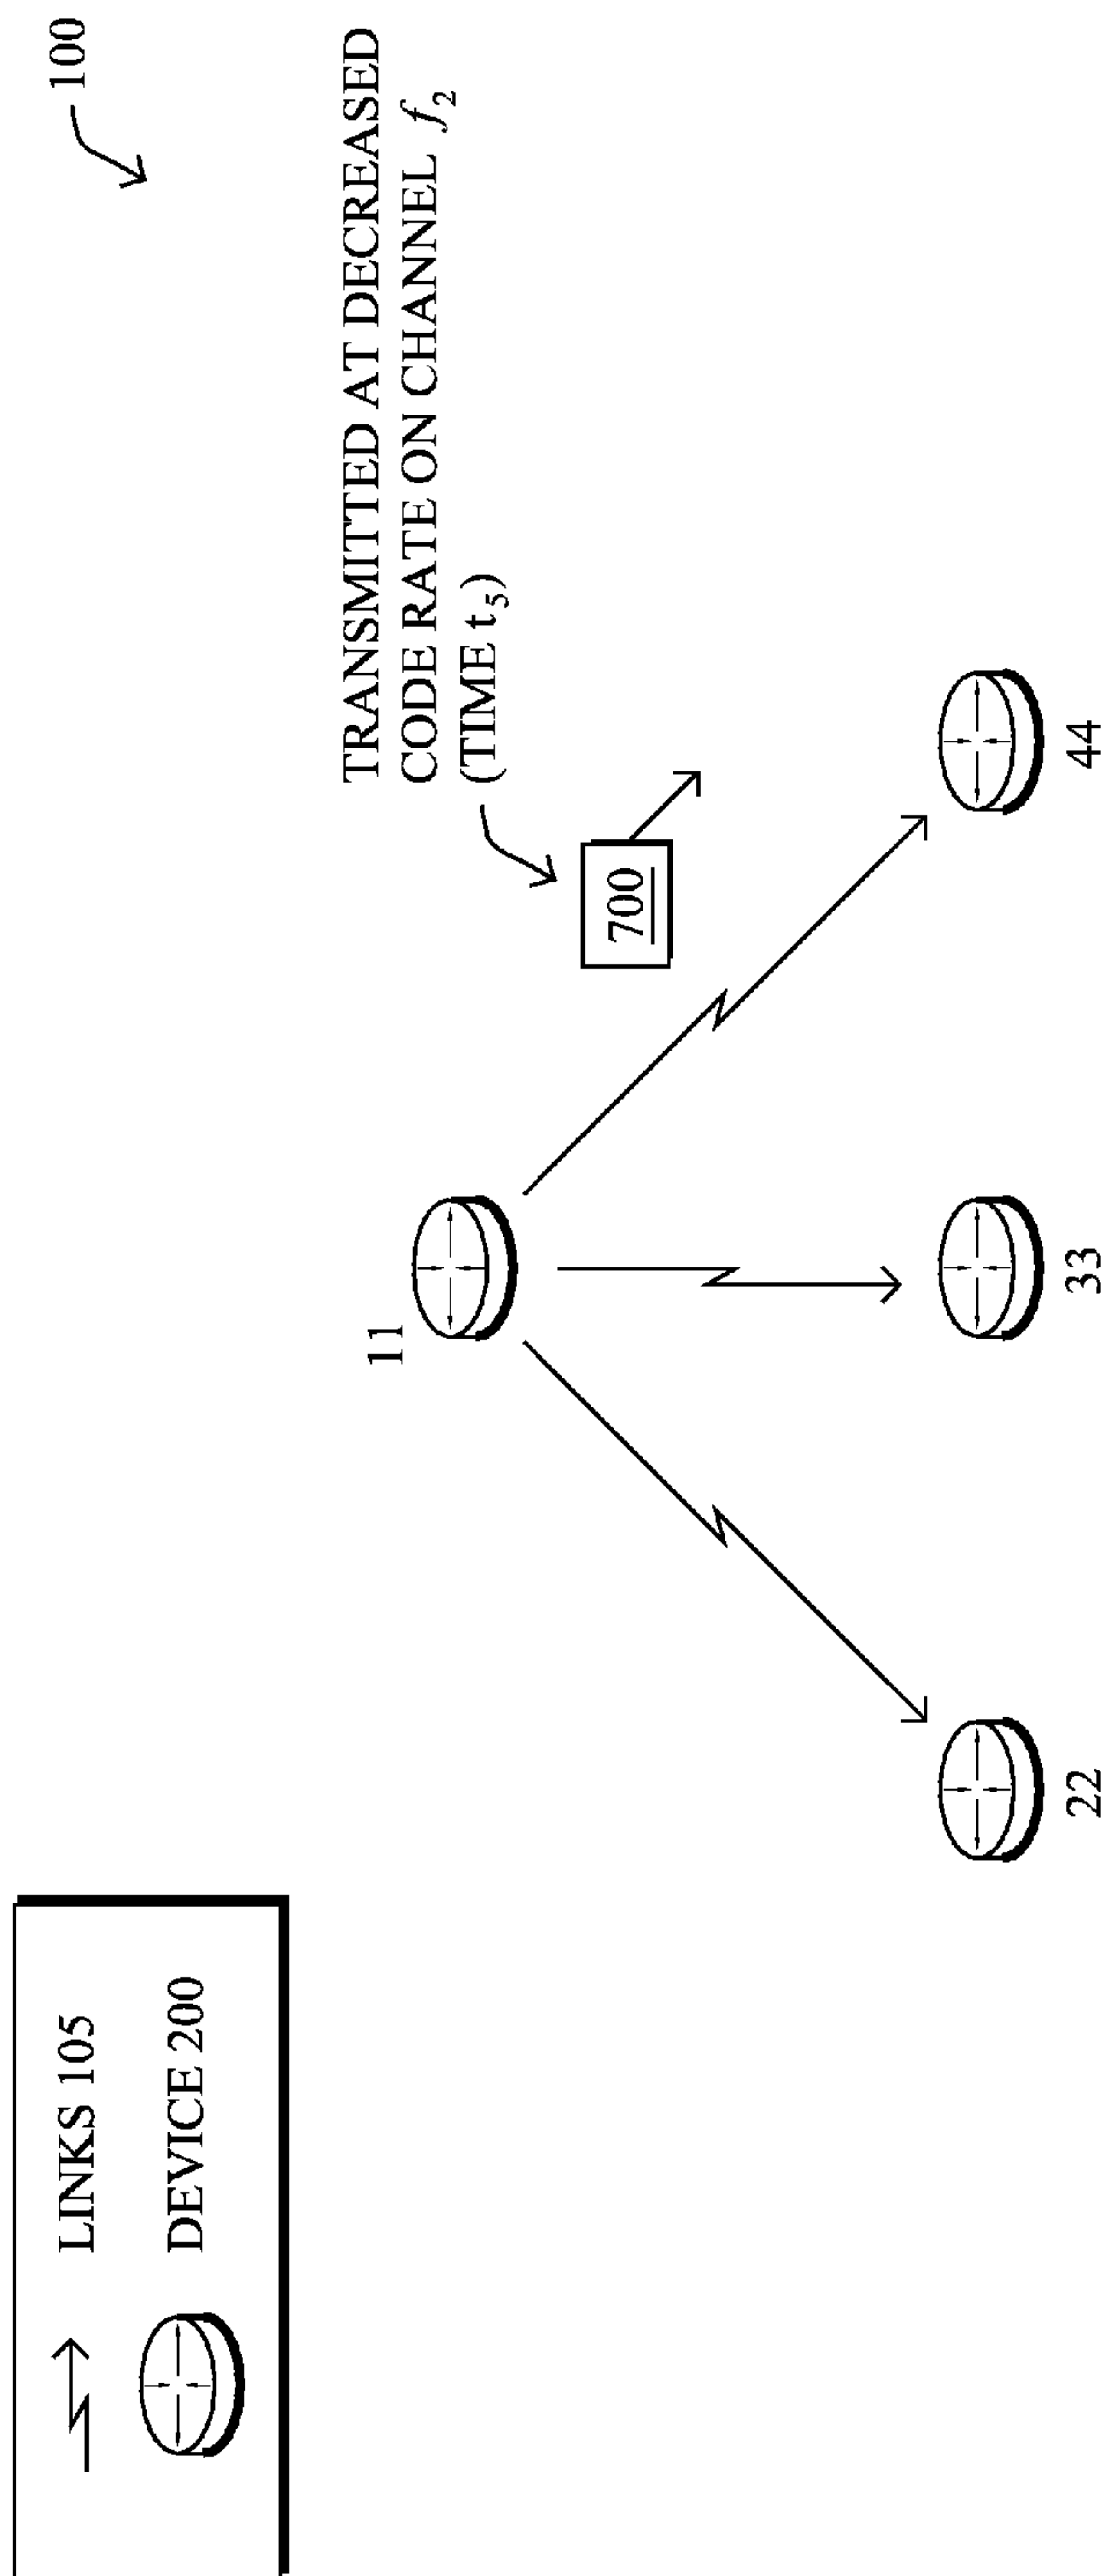 LINKS 105
DEVICE 200
100
TRANSMITTED AT DECREASED
CODE RATE ON CHANNEL f₂
(TIME t₅)
700
11
22
33
44